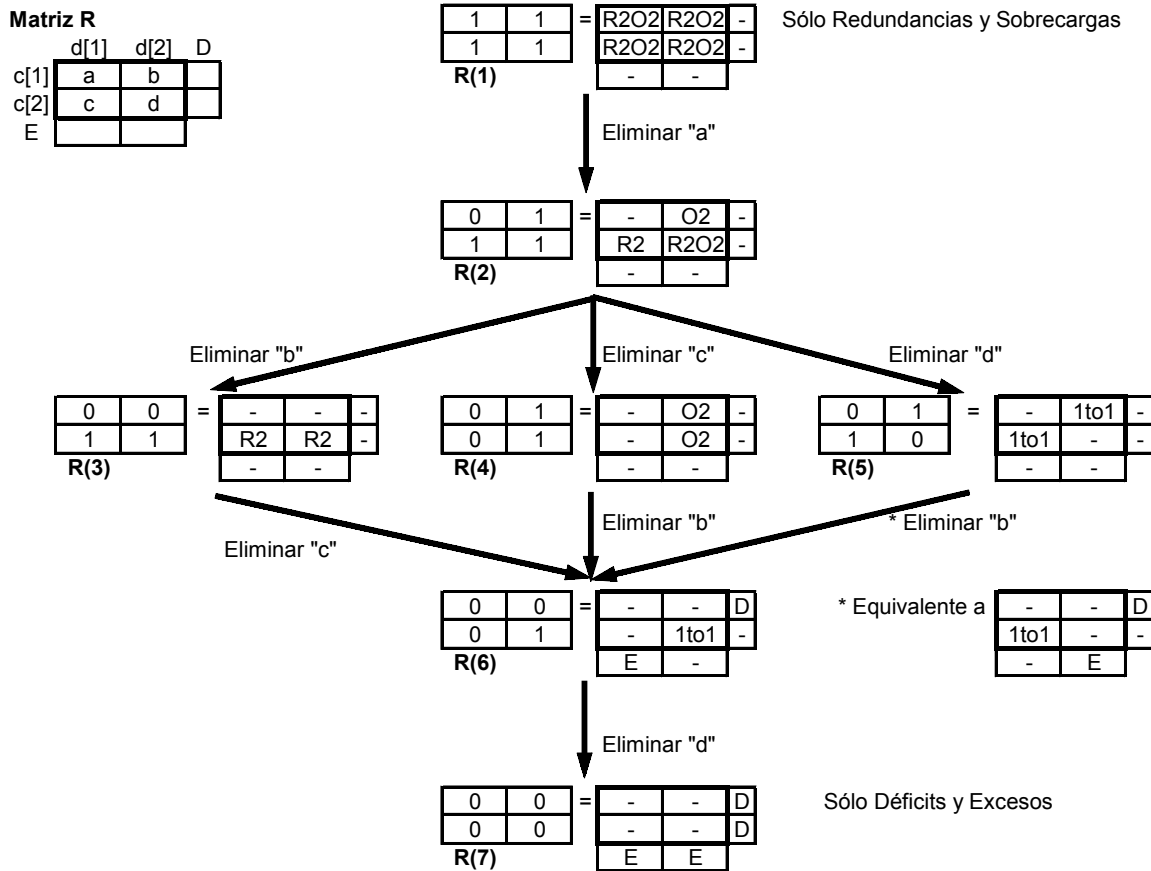 Matriz R
d[1] d[2] D
c[1] a b
c[2] c d
E
1 1 = R2O2 R2O2 -
1 1 R2O2 R2O2 -
R(1) - -
Sólo Redundancias y Sobrecargas
Eliminar "a"
0 1 = - O2 -
1 1 R2 R2O2 -
R(2) - -
Eliminar "b"
Eliminar "c"
Eliminar "d"
0 0 = - - -
1 1 R2 R2 -
R(3) - -
0 1 = - O2 -
0 1 - O2 -
R(4) - -
0 1 = - 1to1 -
1 0 1to1 - -
R(5) - -
Eliminar "c"
Eliminar "b"
* Eliminar "b"
0 0 = - - D
0 1 - 1to1 -
R(6) E -
* Equivalente a
- - D
1to1 - -
- E
Eliminar "d"
0 0 = - - D
0 0 - - D
R(7) E E
Sólo Déficits y Excesos